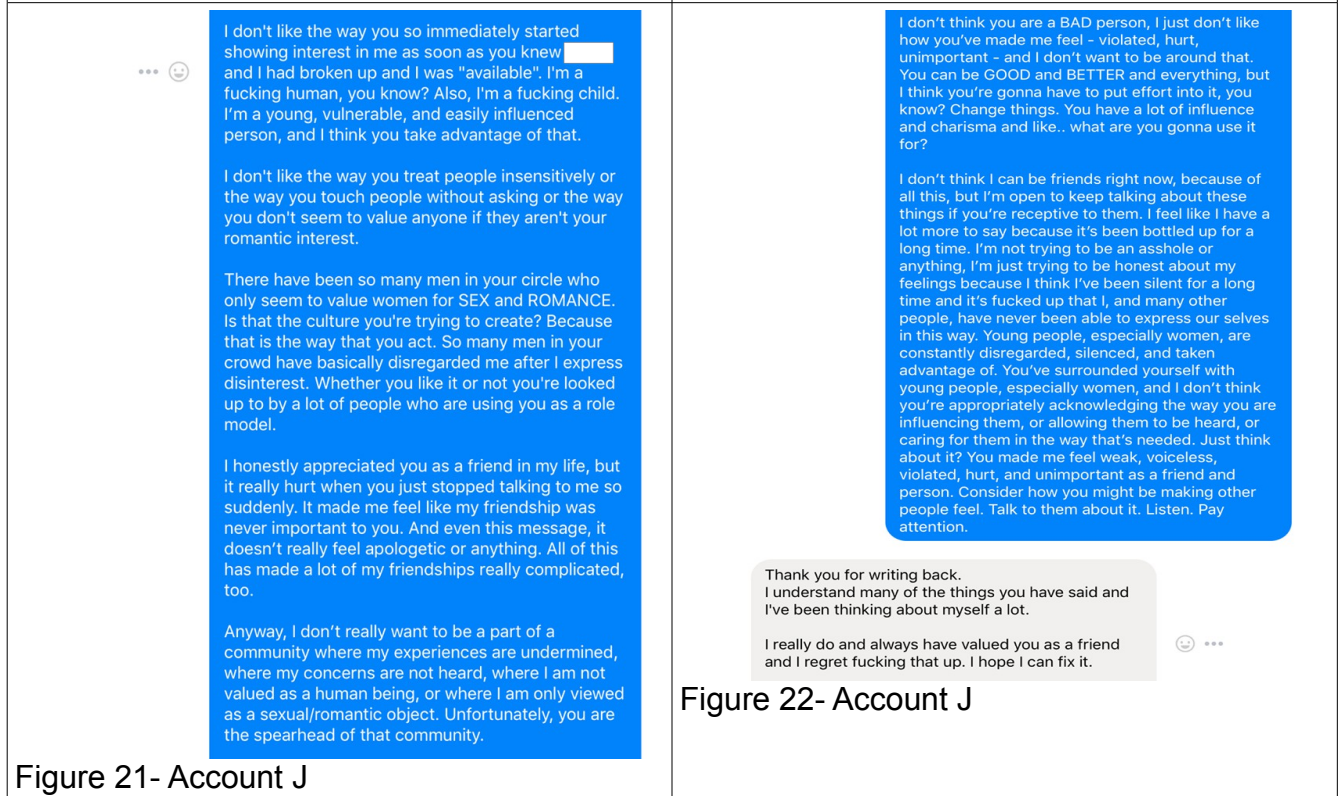 I don't like the way you so immediately started
showing interest in me as soon as you knew
and I had broken up and I was "available". I'm a
fucking human, you know? Also, I'm a fucking child.
I'm a young, vulnerable, and easily influenced
person, and I think you take advantage of that.
I don't like the way you treat people insensitively or
the way you touch people without asking or the way
you don't seem to value anyone if they aren't your
romantic interest.
There have been so many men in your circle who
only seem to value women for SEX and ROMANCE.
Is that the culture you're trying to create? Because
that is the way that you act. So many men in your
crowd have basically disregarded me after I express
disinterest. Whether you like it or not you're looked
up to by a lot of people who are using you as a role
model.
I honestly appreciated you as a friend in my life, but
it really hurt when you just stopped talking to me so
suddenly. It made me feel like my friendship was
never important to you. And even this message, it
doesn’t really feel apologetic or anything. All of this
has made a lot of my friendships really complicated,
too.
Anyway, I don’t really want to be a part of a
community where my experiences are undermined,
where my concerns are not heard, where I am not
valued as a human being, or where I am only viewed
as a sexual/romantic object. Unfortunately, you are
the spearhead of that community.
Figure 21- Account J
I don’t think you are a BAD person, I just don’t like
how you’ve made me feel - violated, hurt,
unimportant - and I don’t want to be around that.
You can be GOOD and BETTER and everything, but
I think you’re gonna have to put effort into it, you
know? Change things. You have a lot of influence
and charisma and like.. what are you gonna use it
for?
I don’t think I can be friends right now, because of
all this, but I’m open to keep talking about these
things if you’re receptive to them. I feel like I have a
lot more to say because it’s been bottled up for a
long time. I’m not trying to be an asshole or
anything, I’m just trying to be honest about my
feelings because I think I’ve been silent for a long
time and it’s fucked up that I, and many other
people, have never been able to express our selves
in this way. Young people, especially women, are
constantly disregarded, silenced, and taken
advantage of. You’ve surrounded yourself with
young people, especially women, and I don’t think
you’re appropriately acknowledging the way you are
influencing them, or allowing them to be heard, or
caring for them in the way that’s needed. Just think
about it? You made me feel weak, voiceless,
violated, hurt, and unimportant as a friend and
person. Consider how you might be making other
people feel. Talk to them about it. Listen. Pay
attention.
Thank you for writing back.
I understand many of the things you have said and
I've been thinking about myself a lot.
I really do and always have valued you as a friend
and I regret fucking that up. I hope I can fix it.
Figure 22- Account J